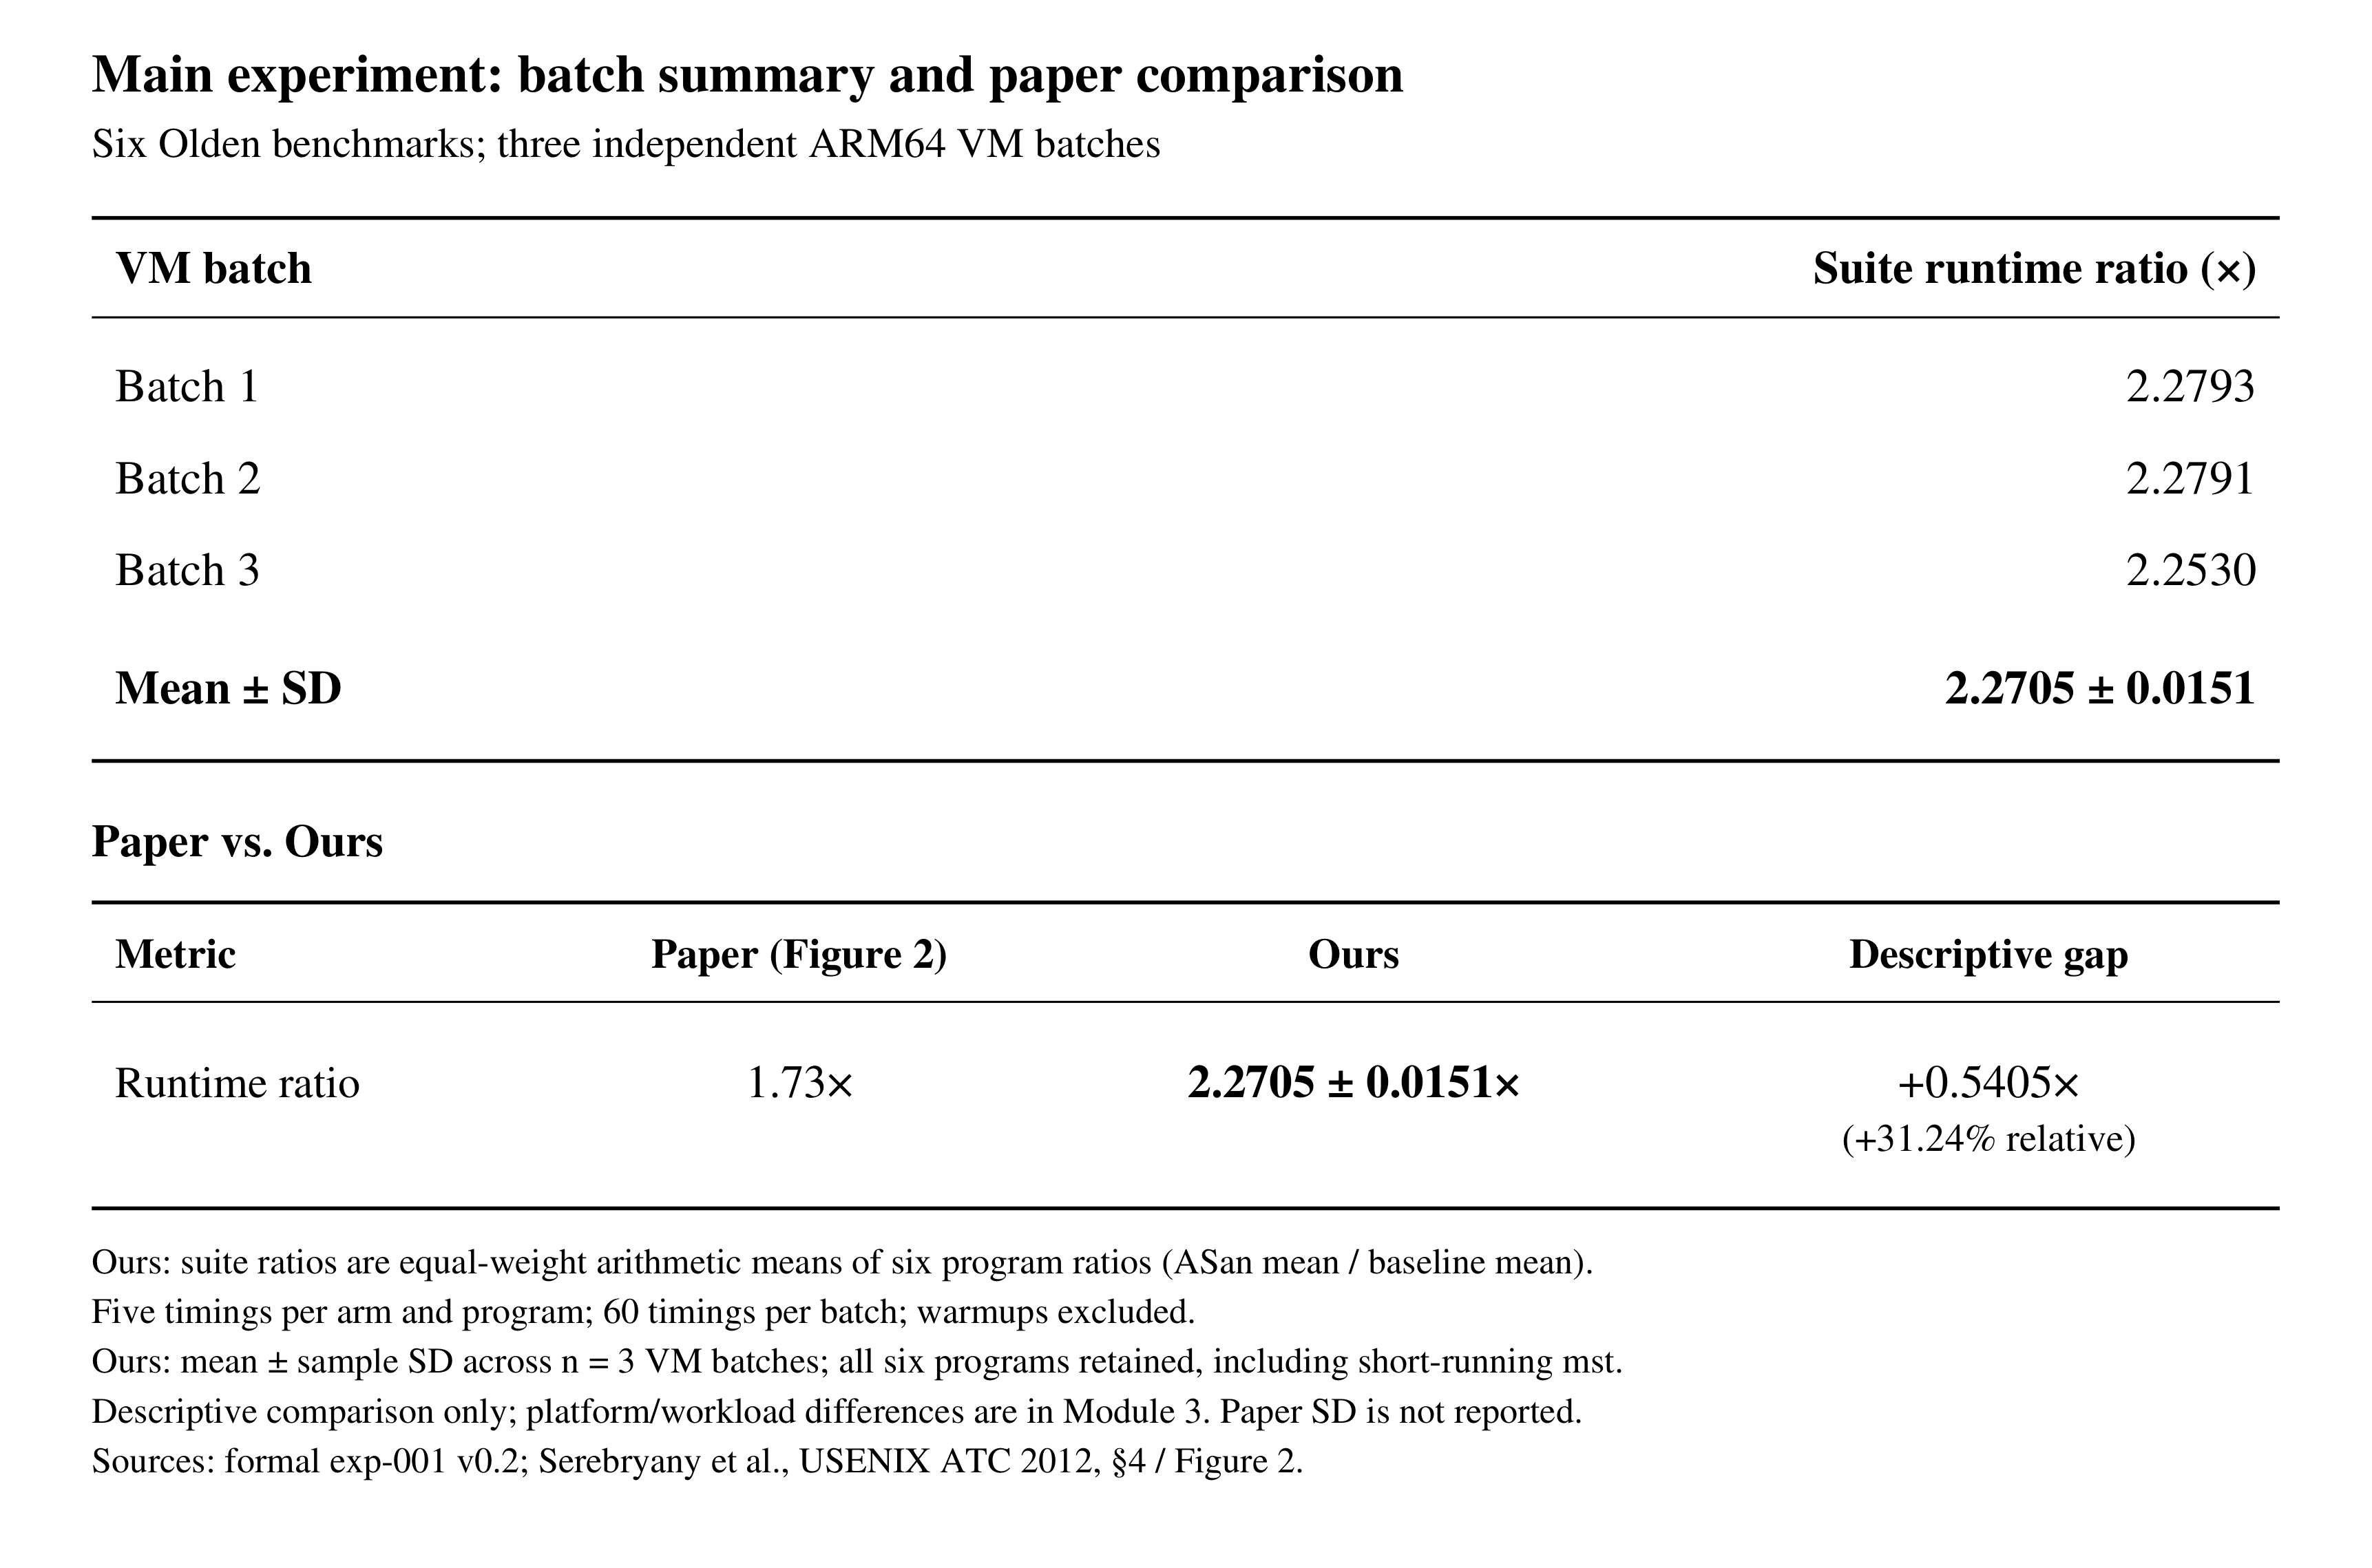 Main experiment: batch summary and paper comparison
Six Olden benchmarks; three independent ARM64 VM batches
VM batch Suite runtime ratio (×)
Batch 1 2.2793
Batch 2 2.2791
Batch 3 2.2530
Mean ± SD 2.2705 ± 0.0151
Paper vs. Ours
Metric Paper (Figure 2) Ours Descriptive gap
Runtime ratio 1.73× 2.2705 ± 0.0151× +0.5405×
(+31.24% relative)
Ours: suite ratios are equal-weight arithmetic means of six program ratios (ASan mean / baseline mean).
Five timings per arm and program; 60 timings per batch; warmups excluded.
Ours: mean ± sample SD across n = 3 VM batches; all six programs retained, including short-running mst.
Descriptive comparison only; platform/workload differences are in Module 3. Paper SD is not reported.
Sources: formal exp-001 v0.2; Serebryany et al., USENIX ATC 2012, §4 / Figure 2.